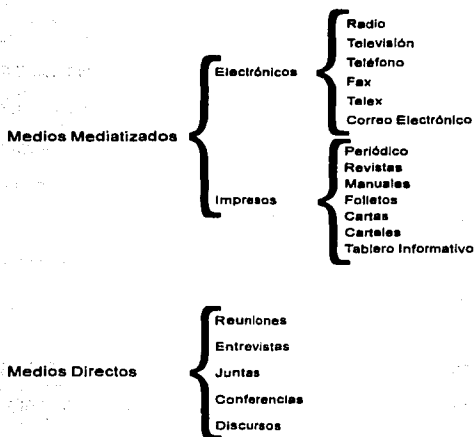 Medios Mediatizados
Electrónicos
Radio
Televisión
Teléfono
Fax
Telex
Correo Electrónico
Impresos
Periódico
Revistas
Manuales
Folletos
Cartas
Carteles
Tablero Informativo
Medios Directos
Reuniones
Entrevistas
Juntas
Conferencias
Discursos